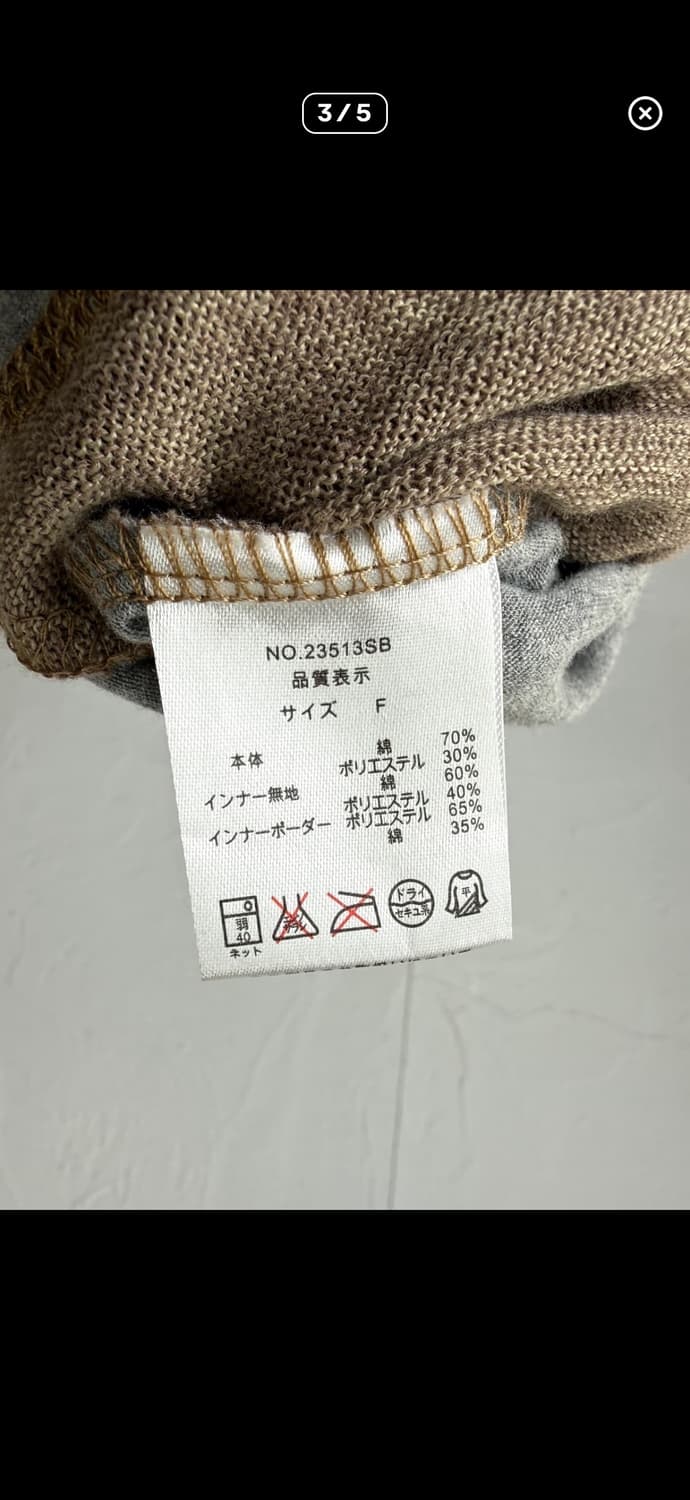 3/5
NO.23513SB
品質表示
サイズ F
本体 綿 70%
ポリエステル 30%
インナー無地 綿 60%
ポリエステル 40%
インナーボーダー ポリエステル 65%
綿 35%
弱
40
ネット
ドライ
セキユ系
平